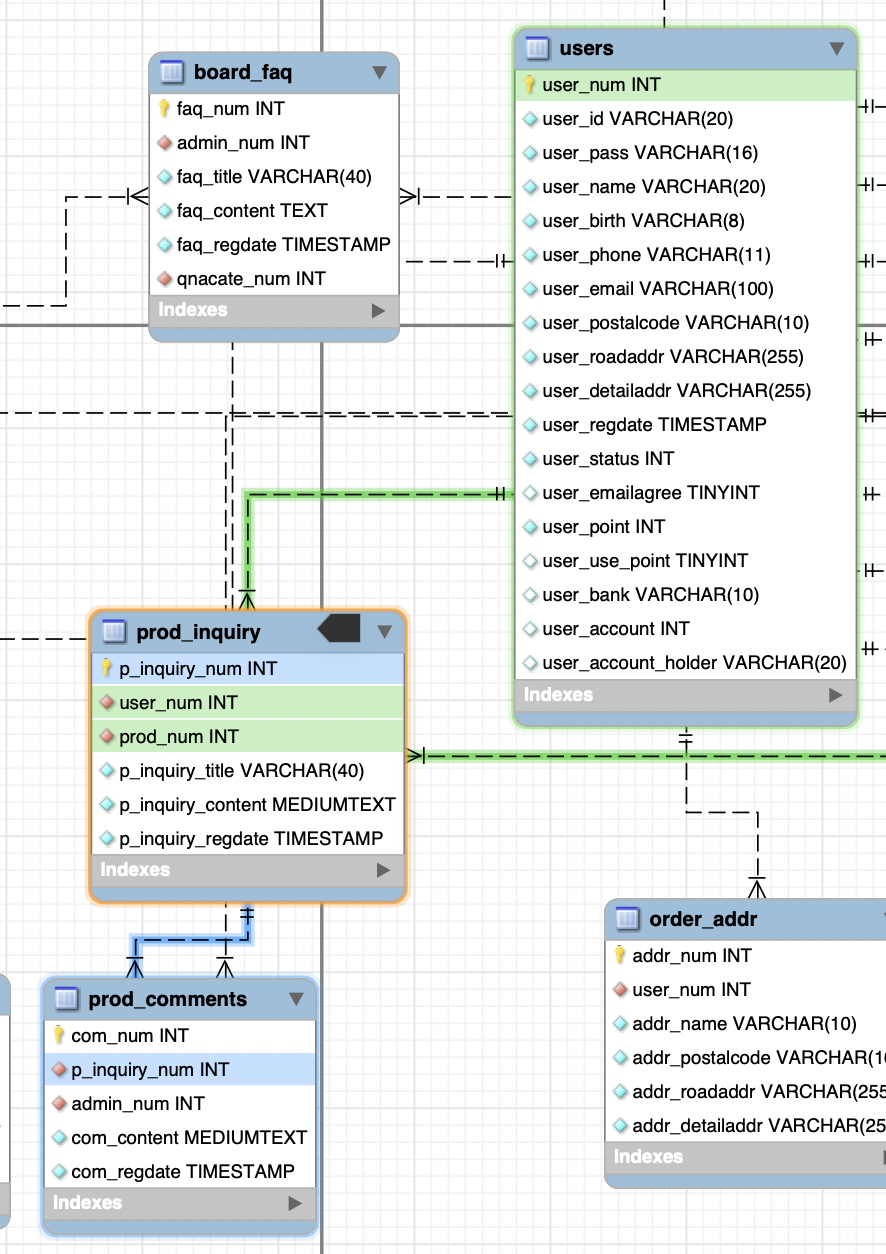 board_faq
faq_num INT
admin_num INT
faq_title VARCHAR(40)
faq_content TEXT
faq_regdate TIMESTAMP
qnacate_num INT
Indexes
users
user_num INT
user_id VARCHAR(20)
user_pass VARCHAR(16)
user_name VARCHAR(20)
user_birth VARCHAR(8)
user_phone VARCHAR(11)
user_email VARCHAR(100)
user_postalcode VARCHAR(10)
user_roadaddr VARCHAR(255)
user_detailaddr VARCHAR(255)
user_regdate TIMESTAMP
user_status INT
user_emailagree TINYINT
user_point INT
user_use_point TINYINT
user_bank VARCHAR(10)
user_account INT
user_account_holder VARCHAR(20)
Indexes
prod_inquiry
p_inquiry_num INT
user_num INT
prod_num INT
p_inquiry_title VARCHAR(40)
p_inquiry_content MEDIUMTEXT
p_inquiry_regdate TIMESTAMP
Indexes
prod_comments
com_num INT
p_inquiry_num INT
admin_num INT
com_content MEDIUMTEXT
com_regdate TIMESTAMP
Indexes
order_addr
addr_num INT
user_num INT
addr_name VARCHAR(10)
addr_postalcode VARCHAR(1
addr_roadaddr VARCHAR(255
addr_detailaddr VARCHAR(25
Indexes